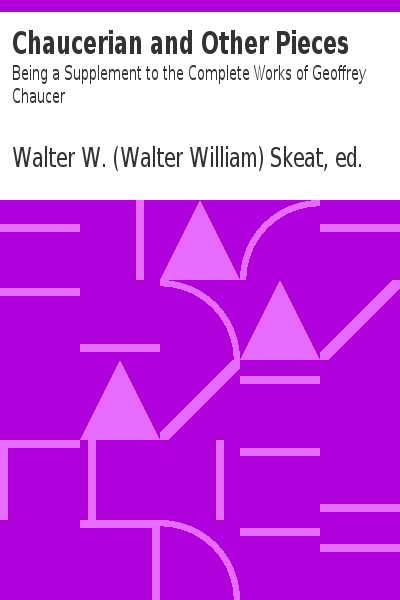 Chaucerian and Other Pieces
Being a Supplement to the Complete Works of Geoffrey
Chaucer
Walter W. (Walter William) Skeat, ed.